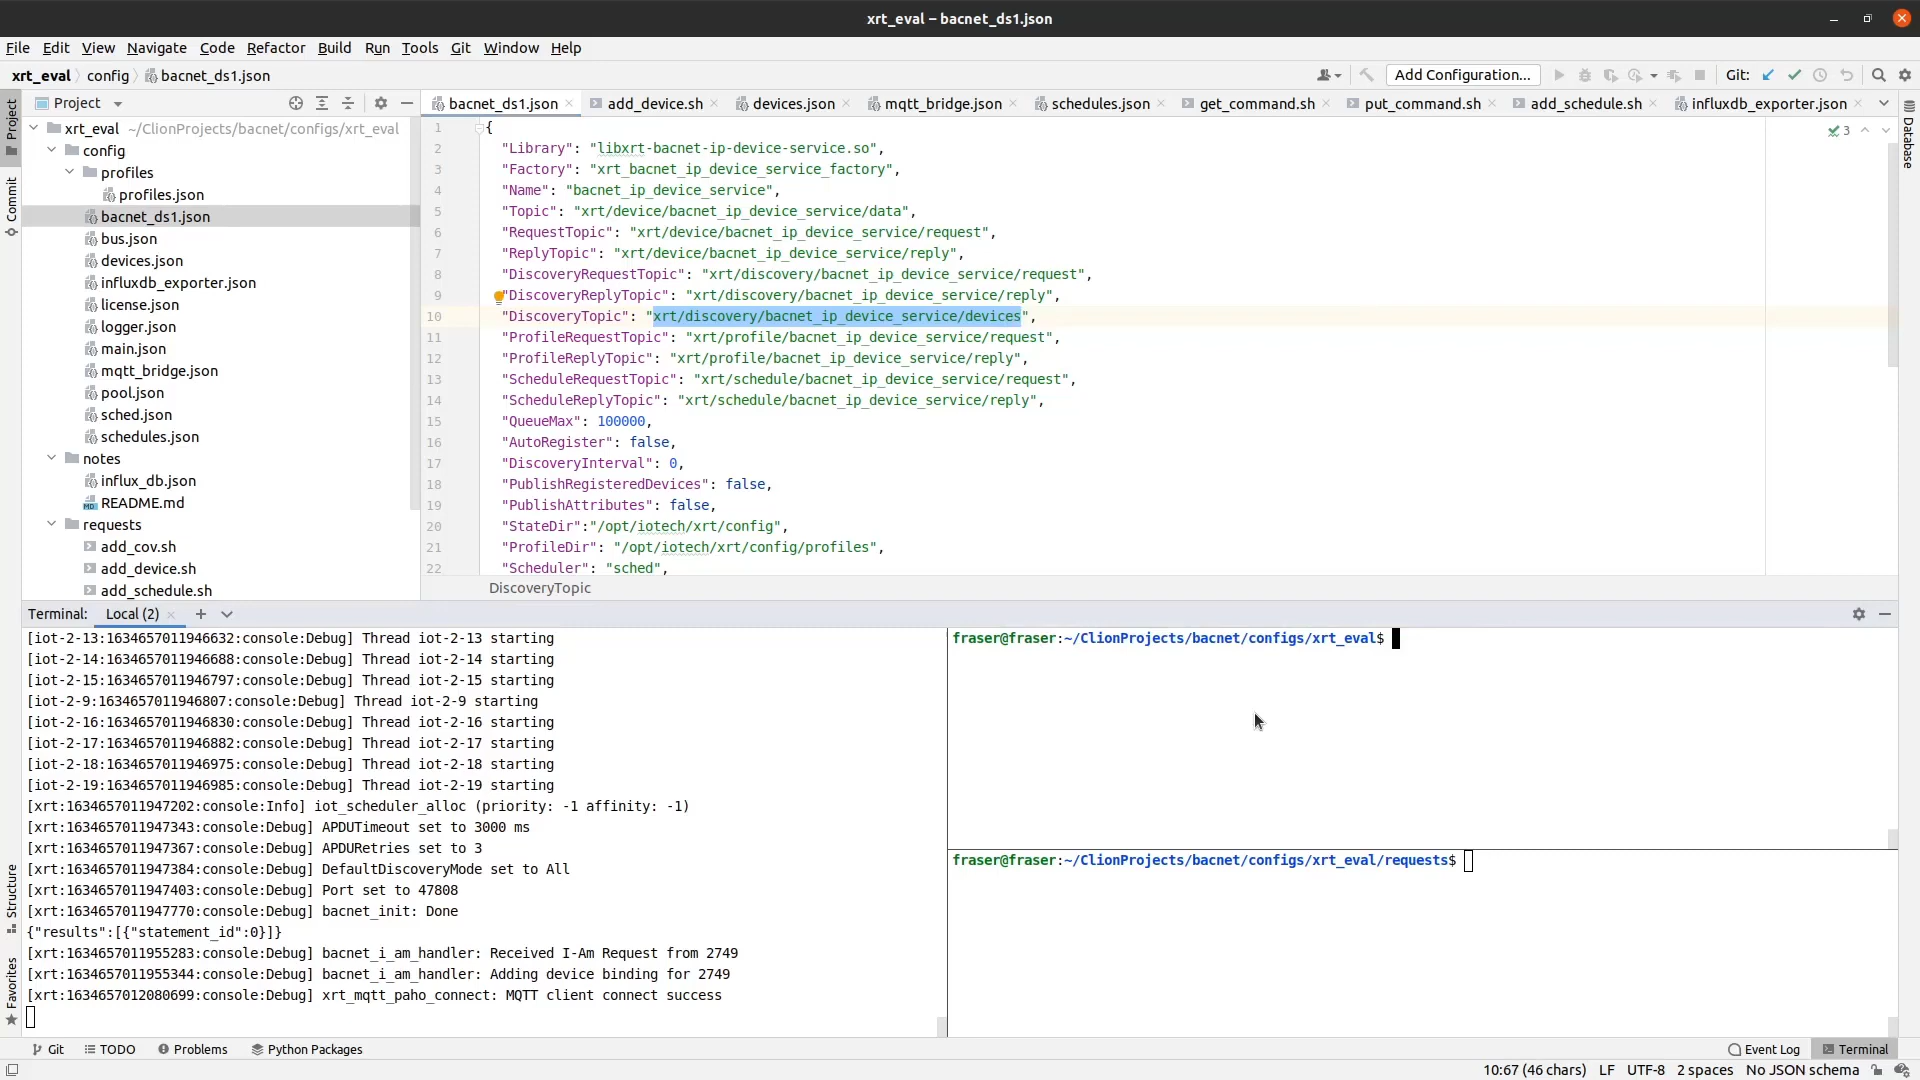 xrt_eval – bacnet_ds1.json
File Edit View Navigate Code Refactor Build Run Tools Git Window Help
xrt_eval config bacnet_ds1.json Add Configuration... Git:
Project
bacnet_ds1.json add_device.sh devices.json mqtt_bridge.json schedules.json get_command.sh put_command.sh add_schedule.sh influxdb_exporter.json
Project
Commit
Structure
Favorites
Database
xrt_eval ~/ClionProjects/bacnet/configs/xrt_eval
config
profiles
profiles.json
bacnet_ds1.json
bus.json
devices.json
influxdb_exporter.json
license.json
logger.json
main.json
mqtt_bridge.json
pool.json
sched.json
schedules.json
notes
influx_db.json
README.md
requests
add_cov.sh
add_device.sh
add_schedule.sh
3
1 {
2 "Library": "libxrt-bacnet-ip-device-service.so",
3 "Factory": "xrt_bacnet_ip_device_service_factory",
4 "Name": "bacnet_ip_device_service",
5 "Topic": "xrt/device/bacnet_ip_device_service/data",
6 "RequestTopic": "xrt/device/bacnet_ip_device_service/request",
7 "ReplyTopic": "xrt/device/bacnet_ip_device_service/reply",
8 "DiscoveryRequestTopic": "xrt/discovery/bacnet_ip_device_service/request",
9 "DiscoveryReplyTopic": "xrt/discovery/bacnet_ip_device_service/reply",
10 "DiscoveryTopic": "xrt/discovery/bacnet_ip_device_service/devices",
11 "ProfileRequestTopic": "xrt/profile/bacnet_ip_device_service/request",
12 "ProfileReplyTopic": "xrt/profile/bacnet_ip_device_service/reply",
13 "ScheduleRequestTopic": "xrt/schedule/bacnet_ip_device_service/request",
14 "ScheduleReplyTopic": "xrt/schedule/bacnet_ip_device_service/reply",
15 "QueueMax": 100000,
16 "AutoRegister": false,
17 "DiscoveryInterval": 0,
18 "PublishRegisteredDevices": false,
19 "PublishAttributes": false,
20 "StateDir":"/opt/iotech/xrt/config",
21 "ProfileDir": "/opt/iotech/xrt/config/profiles",
22 "Scheduler": "sched",
DiscoveryTopic
Terminal: Local (2)
[iot-2-13:1634657011946632:console:Debug] Thread iot-2-13 starting
[iot-2-14:1634657011946688:console:Debug] Thread iot-2-14 starting
[iot-2-15:1634657011946797:console:Debug] Thread iot-2-15 starting
[iot-2-9:1634657011946807:console:Debug] Thread iot-2-9 starting
[iot-2-16:1634657011946830:console:Debug] Thread iot-2-16 starting
[iot-2-17:1634657011946882:console:Debug] Thread iot-2-17 starting
[iot-2-18:1634657011946975:console:Debug] Thread iot-2-18 starting
[iot-2-19:1634657011946985:console:Debug] Thread iot-2-19 starting
[xrt:1634657011947202:console:Info] iot_scheduler_alloc (priority: -1 affinity: -1)
[xrt:1634657011947343:console:Debug] APDUTimeout set to 3000 ms
[xrt:1634657011947367:console:Debug] APDURetries set to 3
[xrt:1634657011947384:console:Debug] DefaultDiscoveryMode set to All
[xrt:1634657011947403:console:Debug] Port set to 47808
[xrt:1634657011947770:console:Debug] bacnet_init: Done
{"results":[{"statement_id":0}]}
[xrt:1634657011955283:console:Debug] bacnet_i_am_handler: Received I-Am Request from 2749
[xrt:1634657011955344:console:Debug] bacnet_i_am_handler: Adding device binding for 2749
[xrt:1634657012080699:console:Debug] xrt_mqtt_paho_connect: MQTT client connect success
fraser@fraser:~/ClionProjects/bacnet/configs/xrt_eval$
fraser@fraser:~/ClionProjects/bacnet/configs/xrt_eval/requests$
Git TODO Problems Python Packages Event Log Terminal
10:67 (46 chars) LF UTF-8 2 spaces No JSON schema